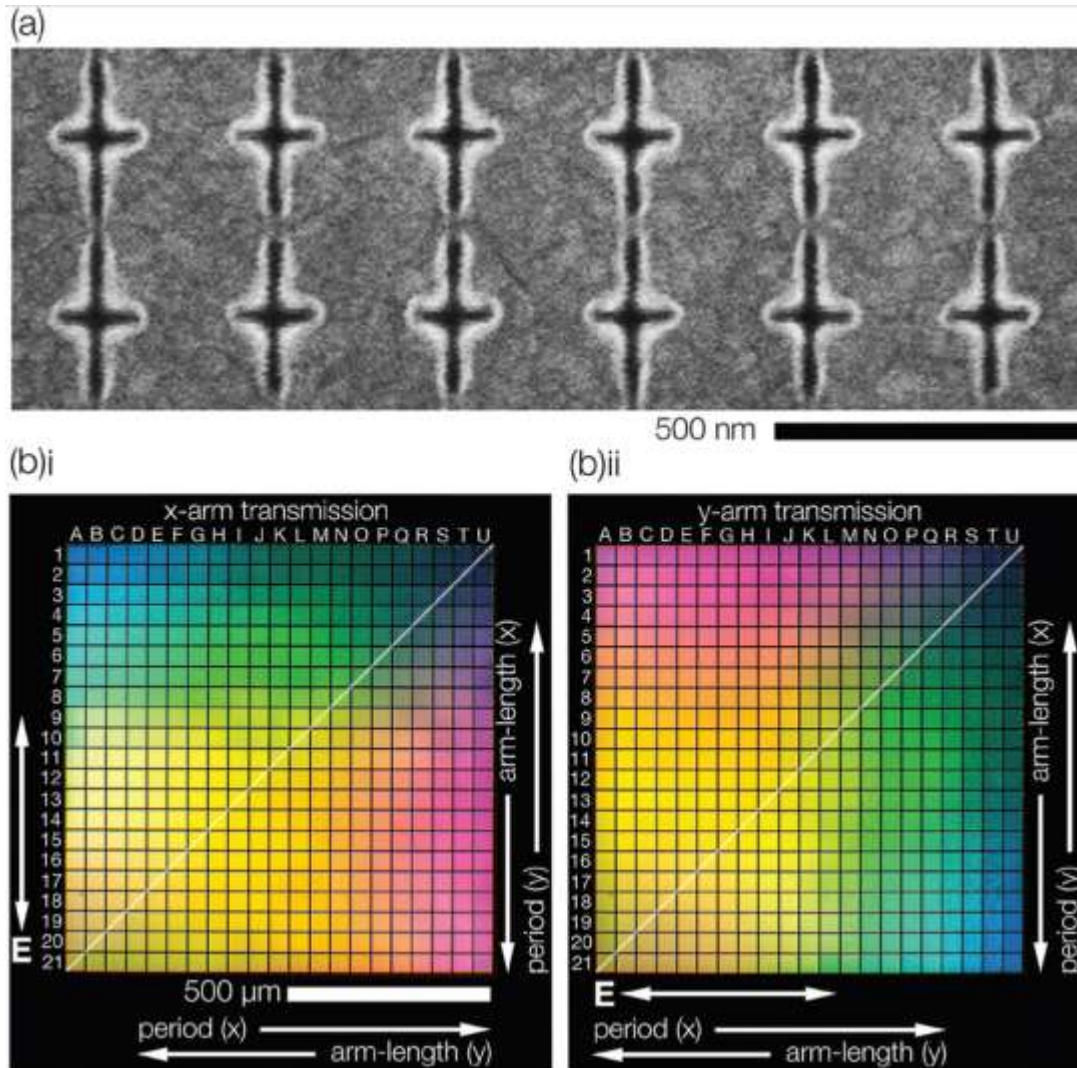 (a)
500 nm
(b)i
(b)ii
x-arm transmission
A B C D E F G H I J K L M N O P Q R S T U
1
2
3
4
5
6
7
8
9
10
11
12
13
14
15
16
17
18
19
20
21
E
period (y)
arm-length (x)
500 µm
period (x)
arm-length (y)
y-arm transmission
A B C D E F G H I J K L M N O P Q R S T U
1
2
3
4
5
6
7
8
9
10
11
12
13
14
15
16
17
18
19
20
21
period (y)
arm-length (x)
E
period (x)
arm-length (y)